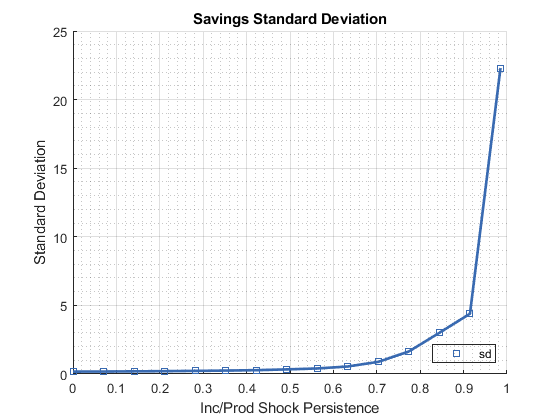 Savings Standard Deviation
25
20
15
10
5
0
Standard Deviation
sd
0 0.1 0.2 0.3 0.4 0.5 0.6 0.7 0.8 0.9 1
Inc/Prod Shock Persistence